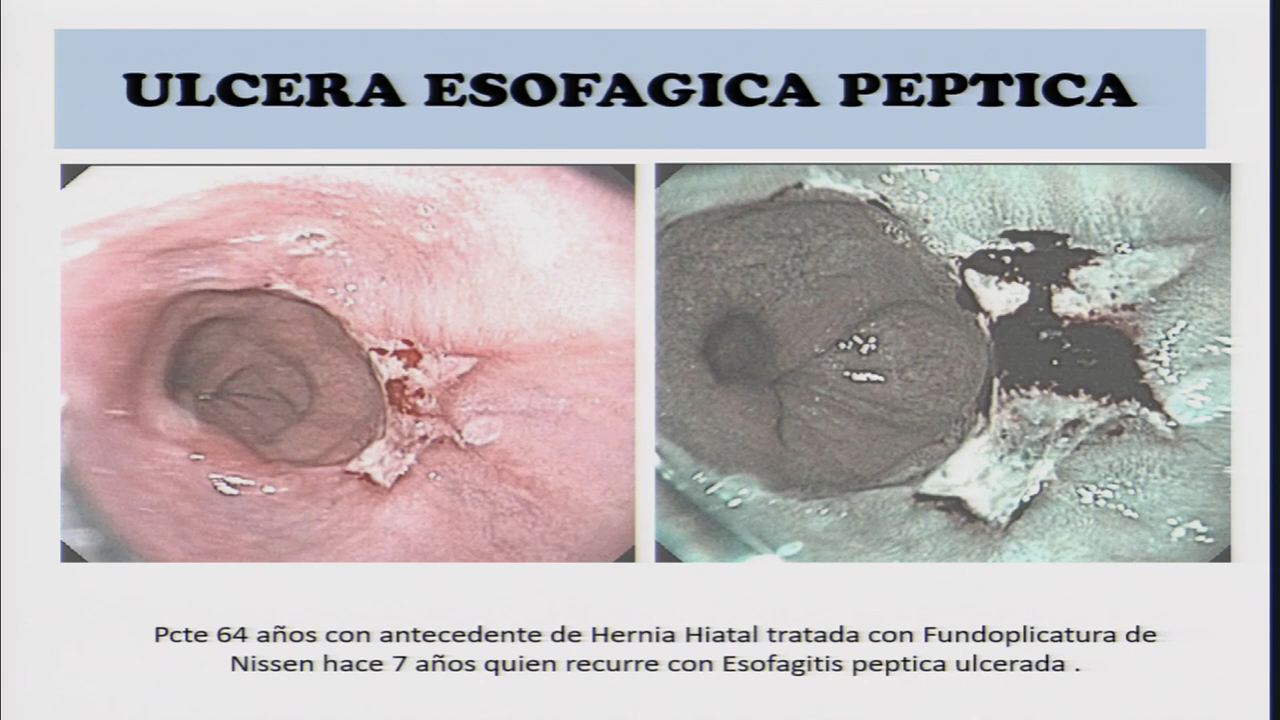 ULCERA ESOFAGICA PEPTICA
Pcte 64 años con antecedente de Hernia Hiatal tratada con Fundoplicatura de
Nissen hace 7 años quien recurre con Esofagitis peptica ulcerada .